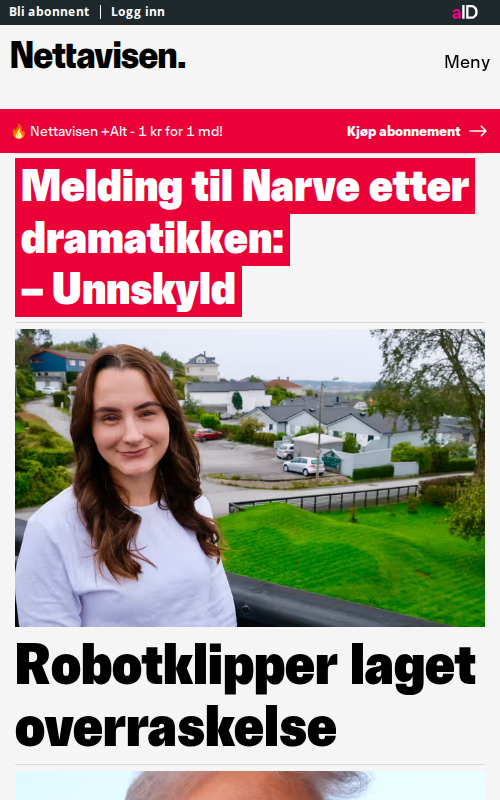 Bli abonnent | Logg inn
aID
Nettavisen.
Meny
🔥 Nettavisen +Alt - 1 kr for 1 md!
Kjøp abonnement →
Melding til Narve etter
dramatikken:
– Unnskyld
Robotklipper laget
overraskelse